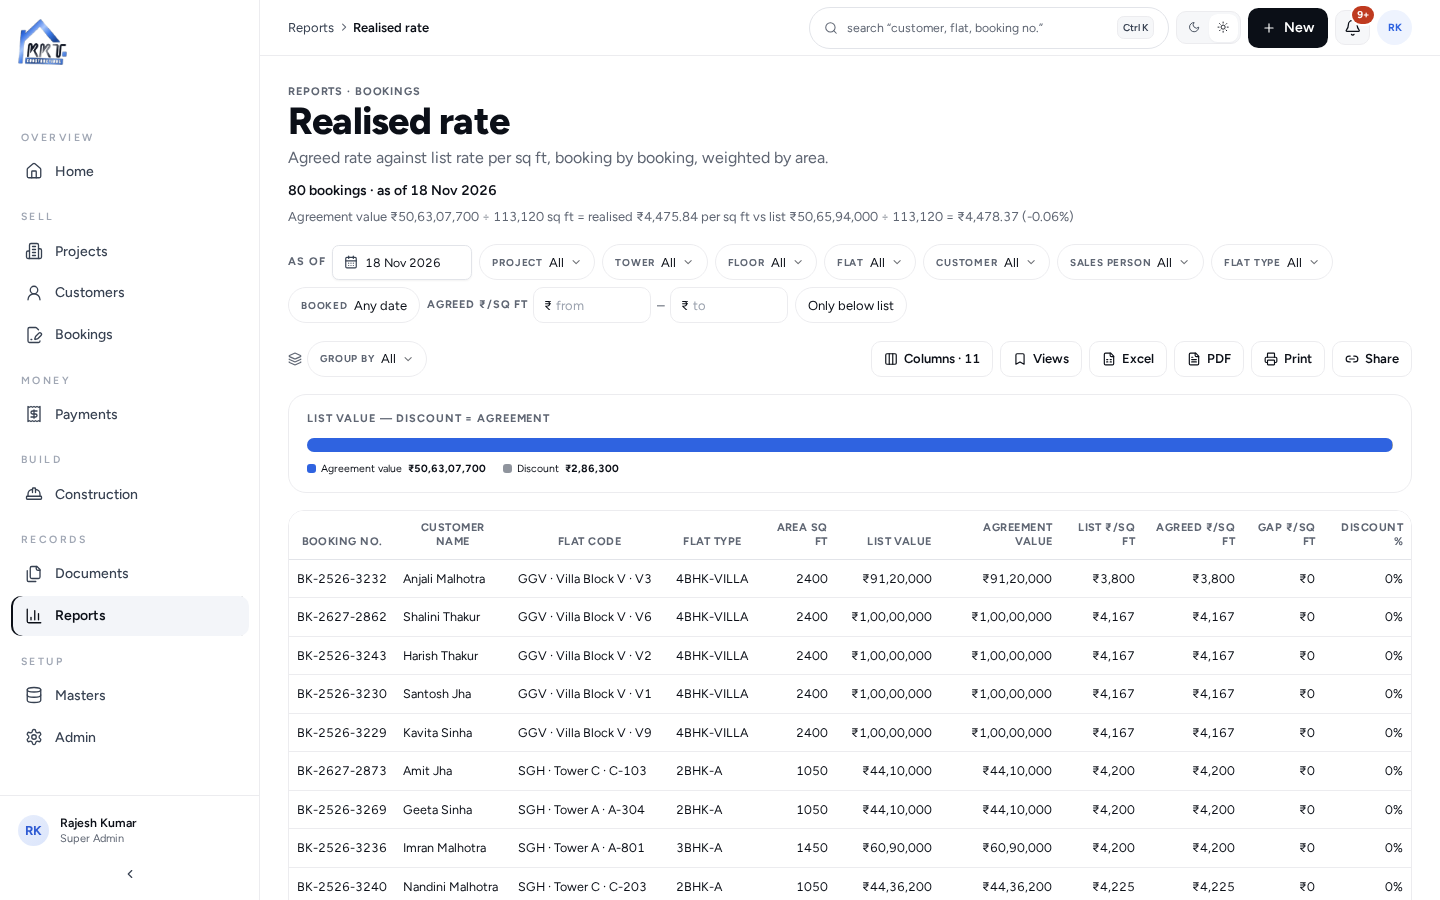 RKT
CONSTRUCTIONS
Reports > Realised rate
search “customer, flat, booking no.” Ctrl K
New
9+
RK
OVERVIEW
Home
SELL
Projects
Customers
Bookings
MONEY
Payments
BUILD
Construction
RECORDS
Documents
Reports
SETUP
Masters
Admin
RK Rajesh Kumar
Super Admin
REPORTS · BOOKINGS
Realised rate
Agreed rate against list rate per sq ft, booking by booking, weighted by area.
80 bookings · as of 18 Nov 2026
Agreement value ₹50,63,07,700 ÷ 113,120 sq ft = realised ₹4,475.84 per sq ft vs list ₹50,65,94,000 ÷ 113,120 = ₹4,478.37 (-0.06%)
AS OF 18 Nov 2026 PROJECT All TOWER All FLOOR All FLAT All CUSTOMER All SALES PERSON All FLAT TYPE All
BOOKED Any date AGREED ₹/SQ FT ₹ from – ₹ to Only below list
GROUP BY All Columns · 11 Views Excel PDF Print Share
LIST VALUE — DISCOUNT = AGREEMENT
Agreement value ₹50,63,07,700 Discount ₹2,86,300
BOOKING NO. CUSTOMER NAME FLAT CODE FLAT TYPE AREA SQ FT LIST VALUE AGREEMENT VALUE LIST ₹/SQ FT AGREED ₹/SQ FT GAP ₹/SQ FT DISCOUNT %
BK-2526-3232 Anjali Malhotra GGV · Villa Block V · V3 4BHK-VILLA 2400 ₹91,20,000 ₹91,20,000 ₹3,800 ₹3,800 ₹0 0%
BK-2627-2862 Shalini Thakur GGV · Villa Block V · V6 4BHK-VILLA 2400 ₹1,00,00,000 ₹1,00,00,000 ₹4,167 ₹4,167 ₹0 0%
BK-2526-3243 Harish Thakur GGV · Villa Block V · V2 4BHK-VILLA 2400 ₹1,00,00,000 ₹1,00,00,000 ₹4,167 ₹4,167 ₹0 0%
BK-2526-3230 Santosh Jha GGV · Villa Block V · V1 4BHK-VILLA 2400 ₹1,00,00,000 ₹1,00,00,000 ₹4,167 ₹4,167 ₹0 0%
BK-2526-3229 Kavita Sinha GGV · Villa Block V · V9 4BHK-VILLA 2400 ₹1,00,00,000 ₹1,00,00,000 ₹4,167 ₹4,167 ₹0 0%
BK-2627-2873 Amit Jha SGH · Tower C · C-103 2BHK-A 1050 ₹44,10,000 ₹44,10,000 ₹4,200 ₹4,200 ₹0 0%
BK-2526-3269 Geeta Sinha SGH · Tower A · A-304 2BHK-A 1050 ₹44,10,000 ₹44,10,000 ₹4,200 ₹4,200 ₹0 0%
BK-2526-3236 Imran Malhotra SGH · Tower A · A-801 3BHK-A 1450 ₹60,90,000 ₹60,90,000 ₹4,200 ₹4,200 ₹0 0%
BK-2526-3240 Nandini Malhotra SGH · Tower C · C-203 2BHK-A 1050 ₹44,36,200 ₹44,36,200 ₹4,225 ₹4,225 ₹0 0%